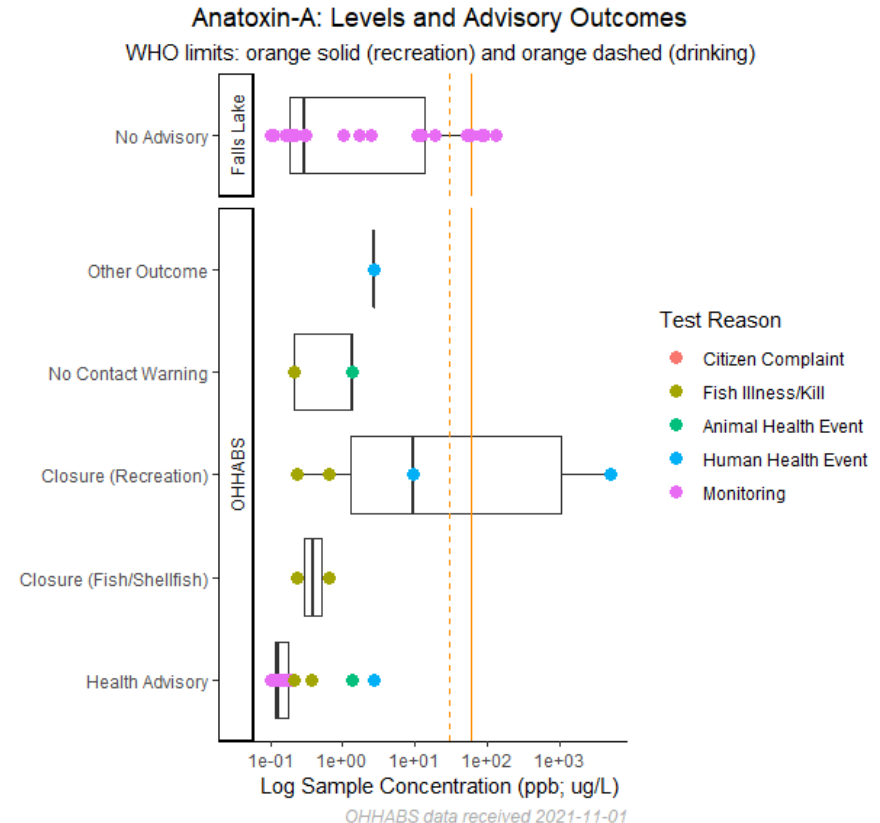 Anatoxin-A: Levels and Advisory Outcomes
WHO limits: orange solid (recreation) and orange dashed (drinking)
Falls Lake
No Advisory
OHHABS
Other Outcome
No Contact Warning
Closure (Recreation)
Closure (Fish/Shellfish)
Health Advisory
1e-01 1e+00 1e+01 1e+02 1e+03
Log Sample Concentration (ppb; ug/L)
Test Reason
Citizen Complaint
Fish Illness/Kill
Animal Health Event
Human Health Event
Monitoring
OHHABS data received 2021-11-01